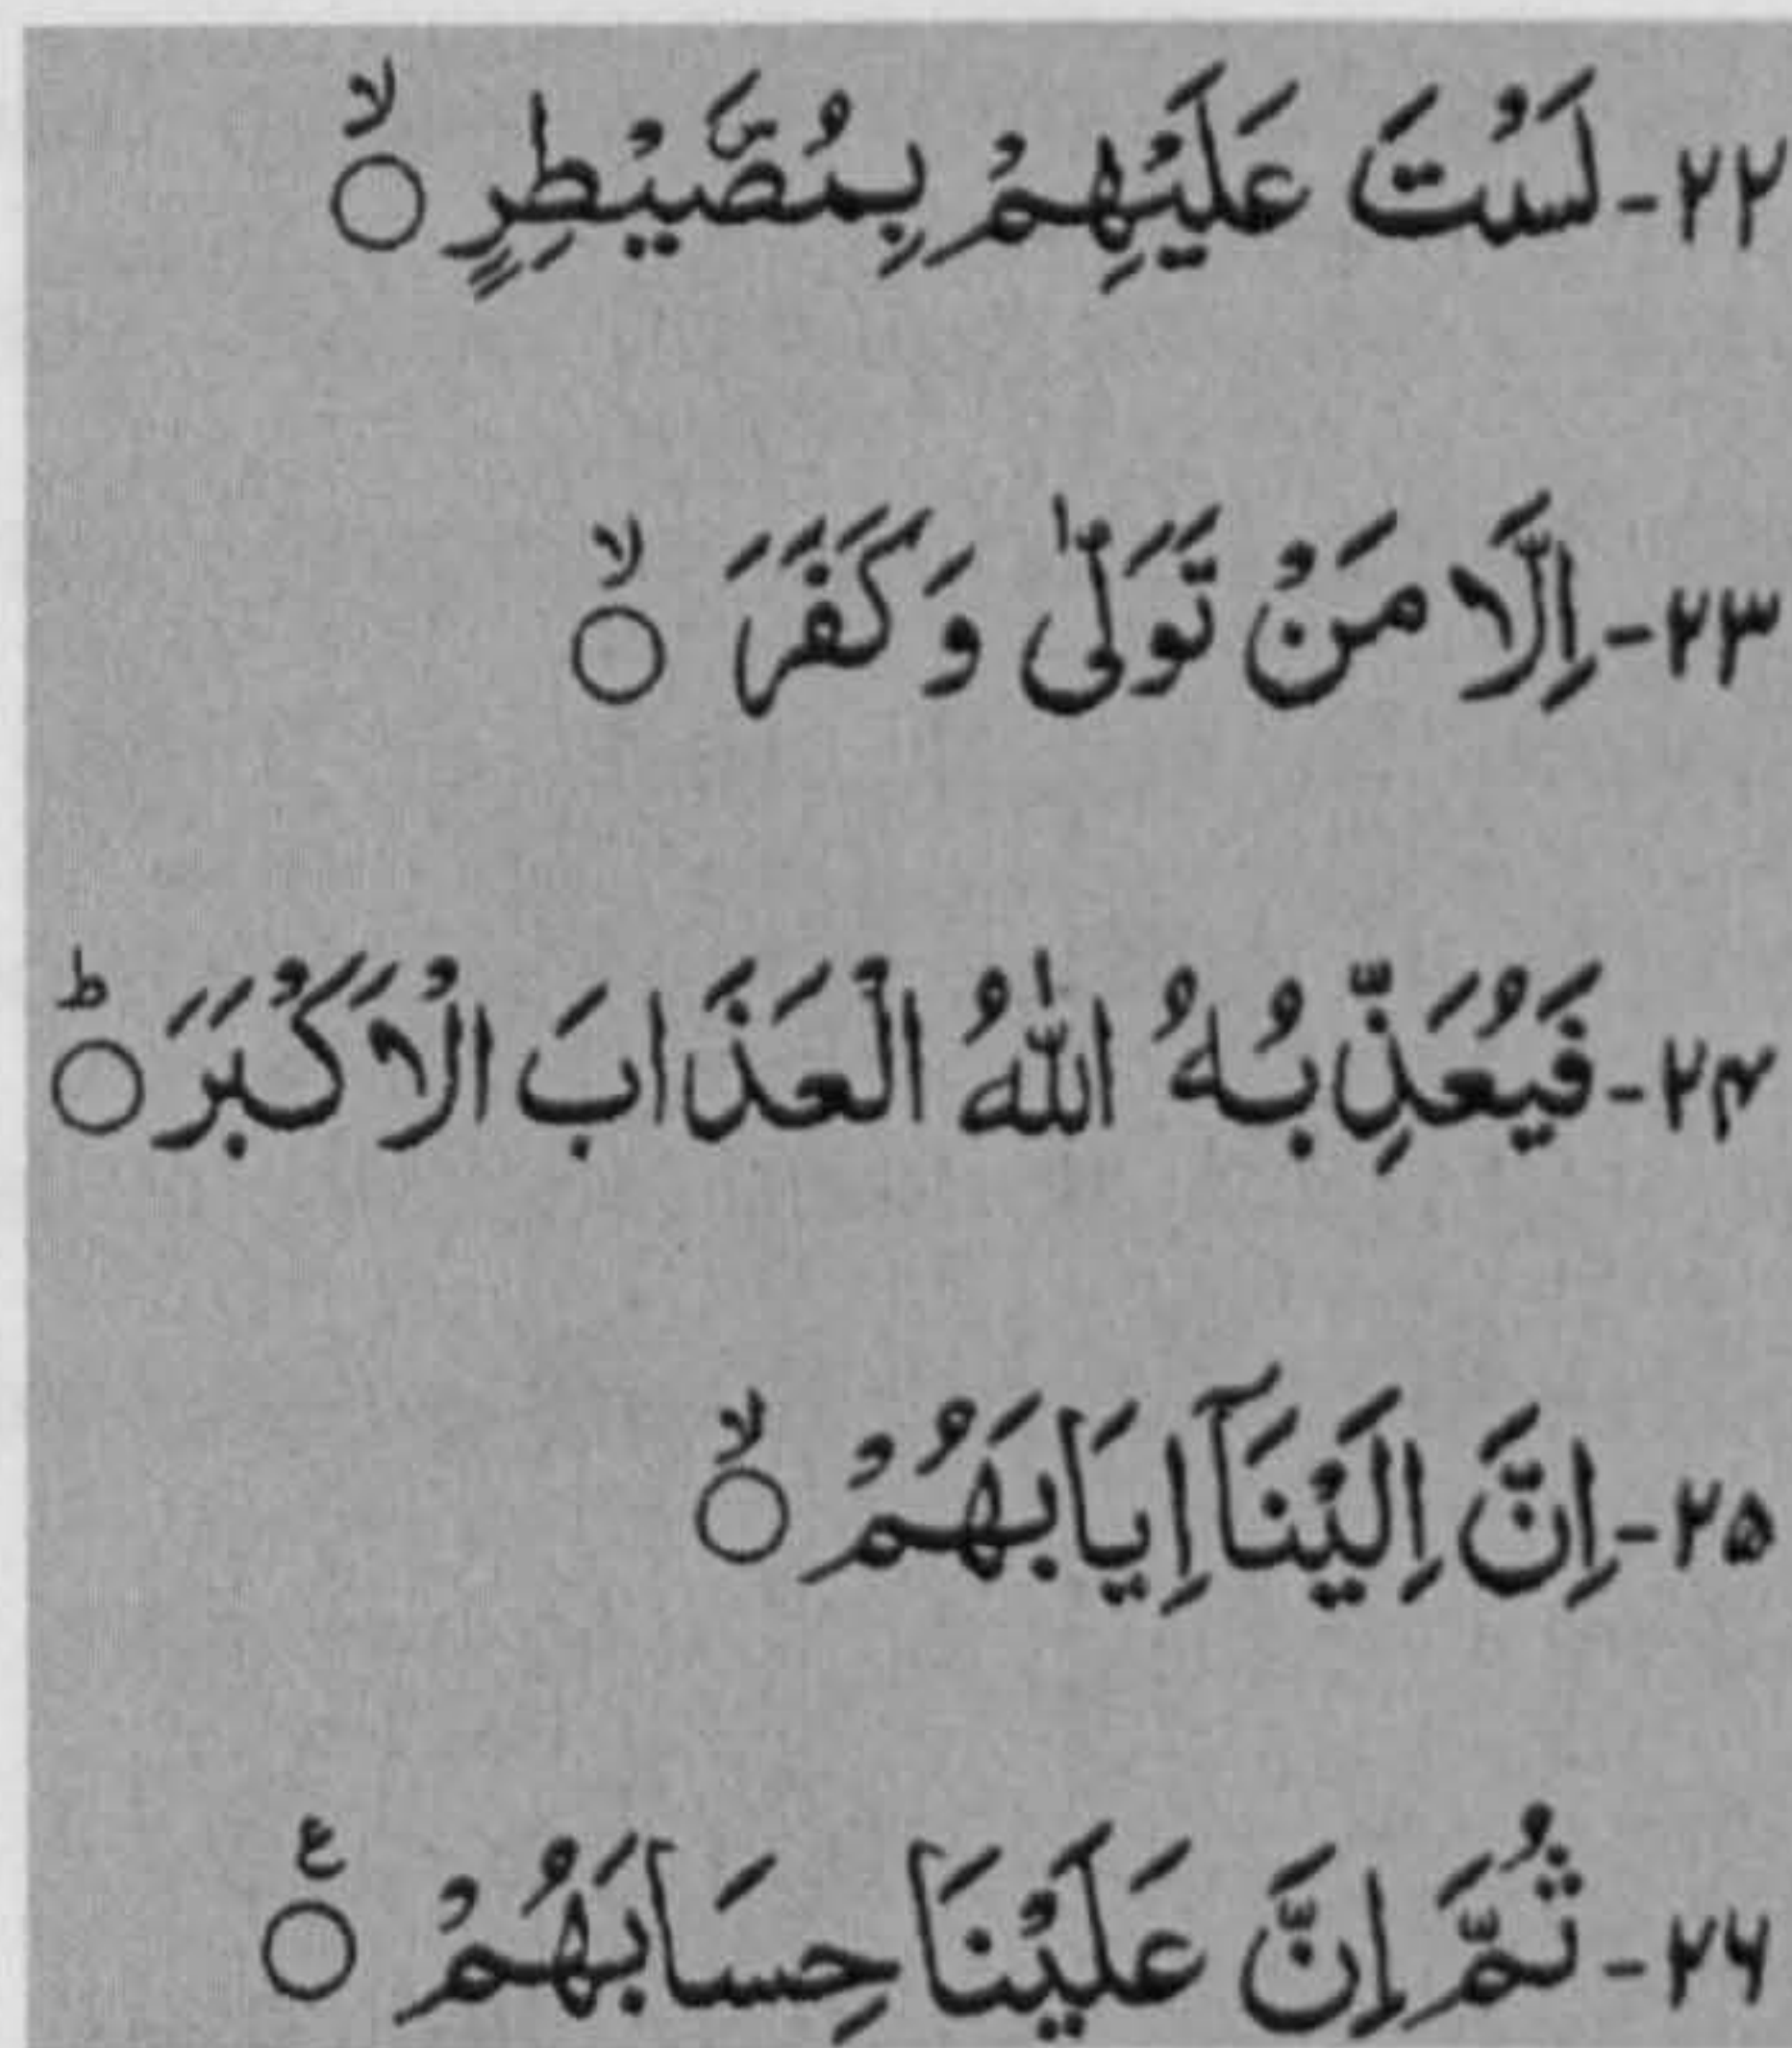 ۲۲- لَسْتَ عَلَيْهِمْ بِمُصَۜيْطِرٍ ۙ○
۲۳- اِلَّا مَنْ تَوَلّٰى وَكَفَرَ ۙ○
۲۴- فَيُعَذِّبُهُ اللّٰهُ الْعَذَابَ الْاَكْبَرَ ؕ○
۲۵- اِنَّ اِلَيْنَاۤ اِيَابَهُمْ ۙ○
۲۶- ثُمَّ اِنَّ عَلَيْنَا حِسَابَهُمْ ○ع